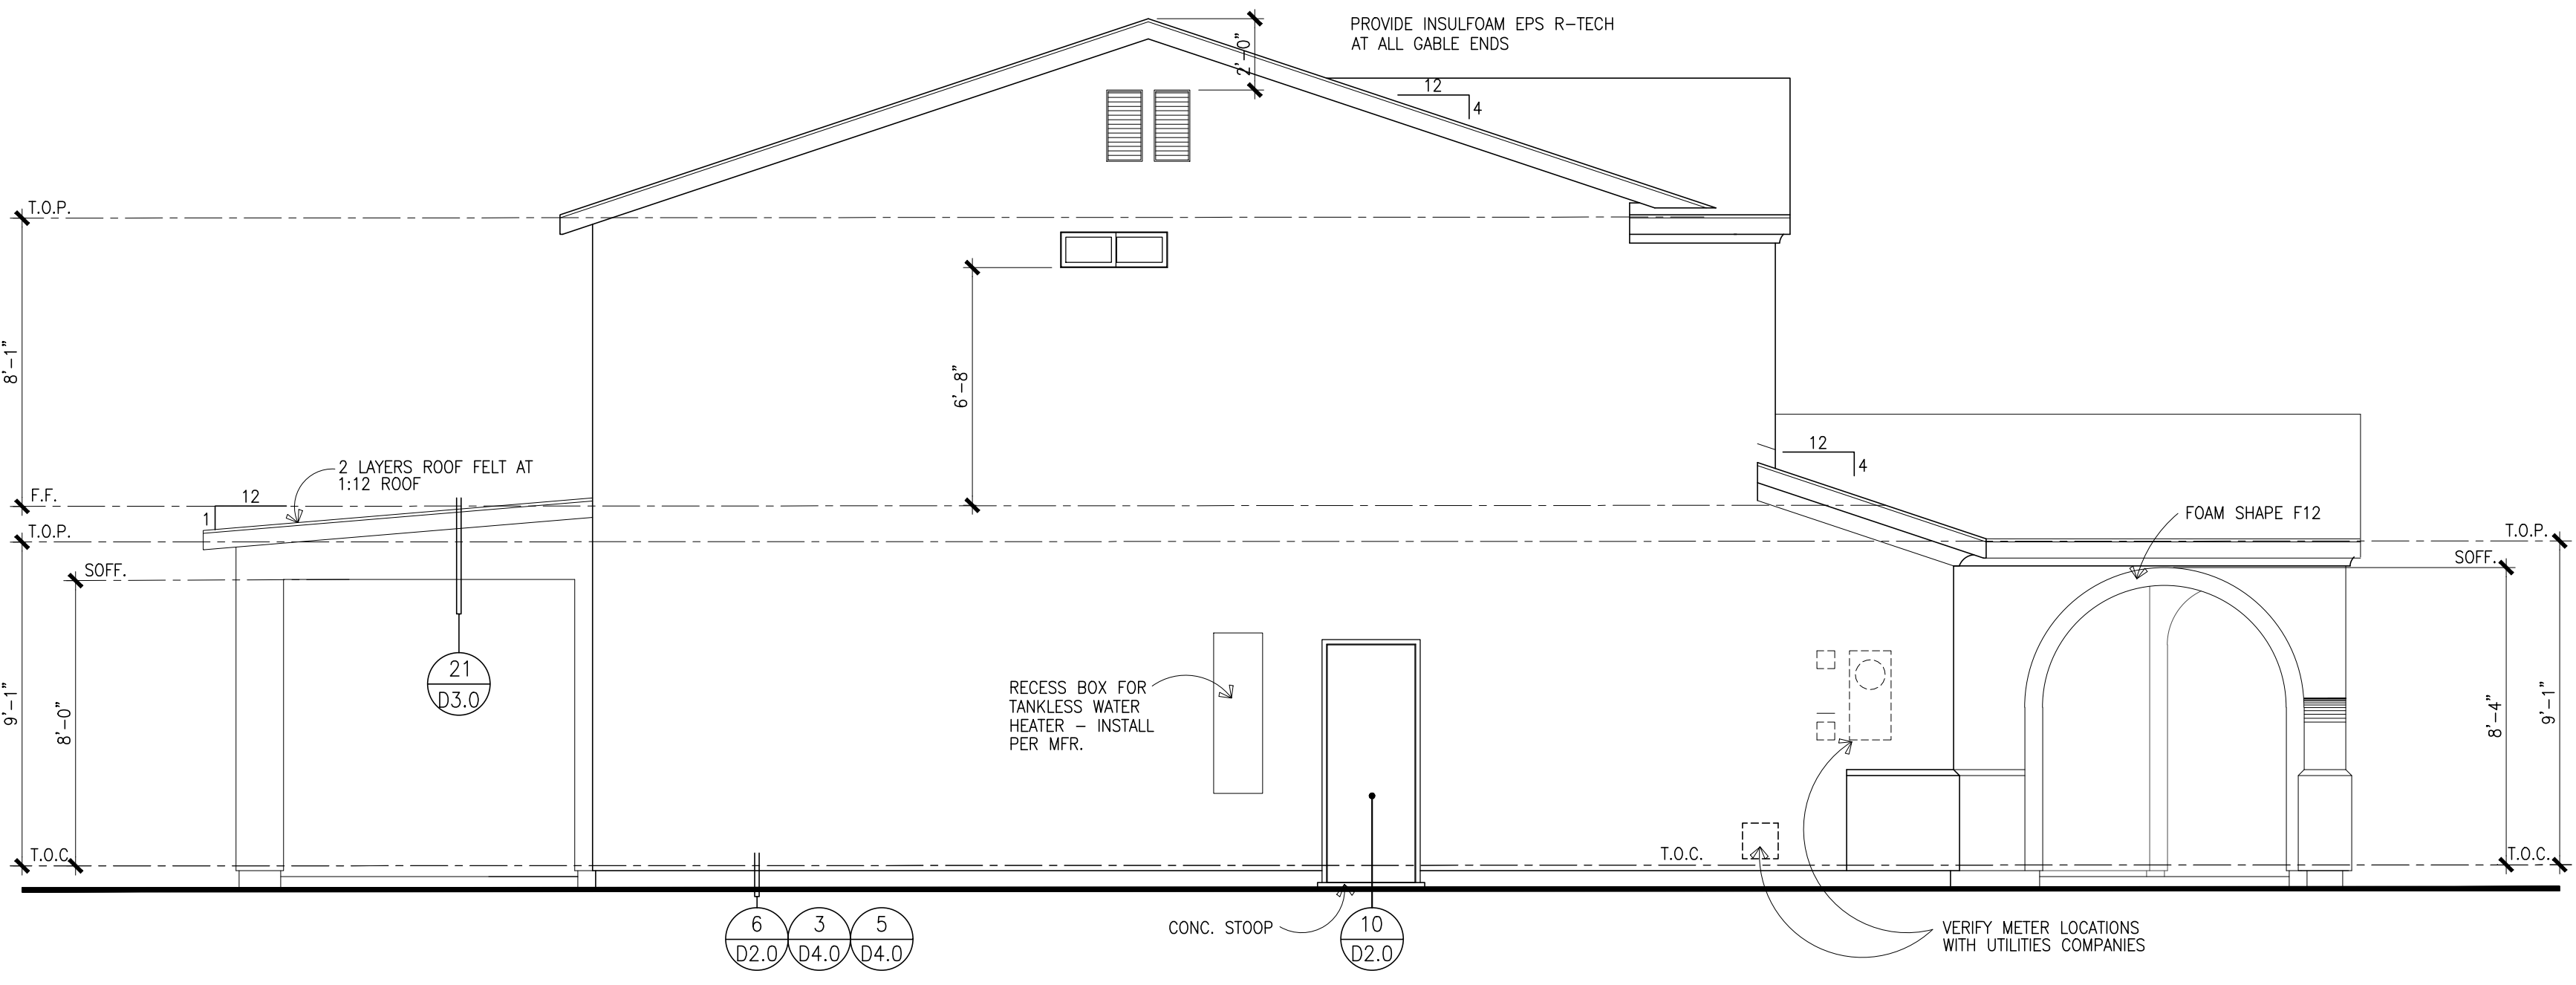 PROVIDE INSULFOAM EPS R-TECH
AT ALL GABLE ENDS
2'-0"
12
4
T.O.P.
8'-1"
6'-8"
2 LAYERS ROOF FELT AT
1:12 ROOF
12
1
12
4
F.F.
T.O.P.
FOAM SHAPE F12
T.O.P.
SOFF.
SOFF.
21
D3.0
9'-1"
8'-0"
RECESS BOX FOR
TANKLESS WATER
HEATER - INSTALL
PER MFR.
8'-4"
9'-1"
T.O.C.
T.O.C.
T.O.C.
6
D2.0
3
D4.0
5
D4.0
CONC. STOOP
10
D2.0
VERIFY METER LOCATIONS
WITH UTILITIES COMPANIES